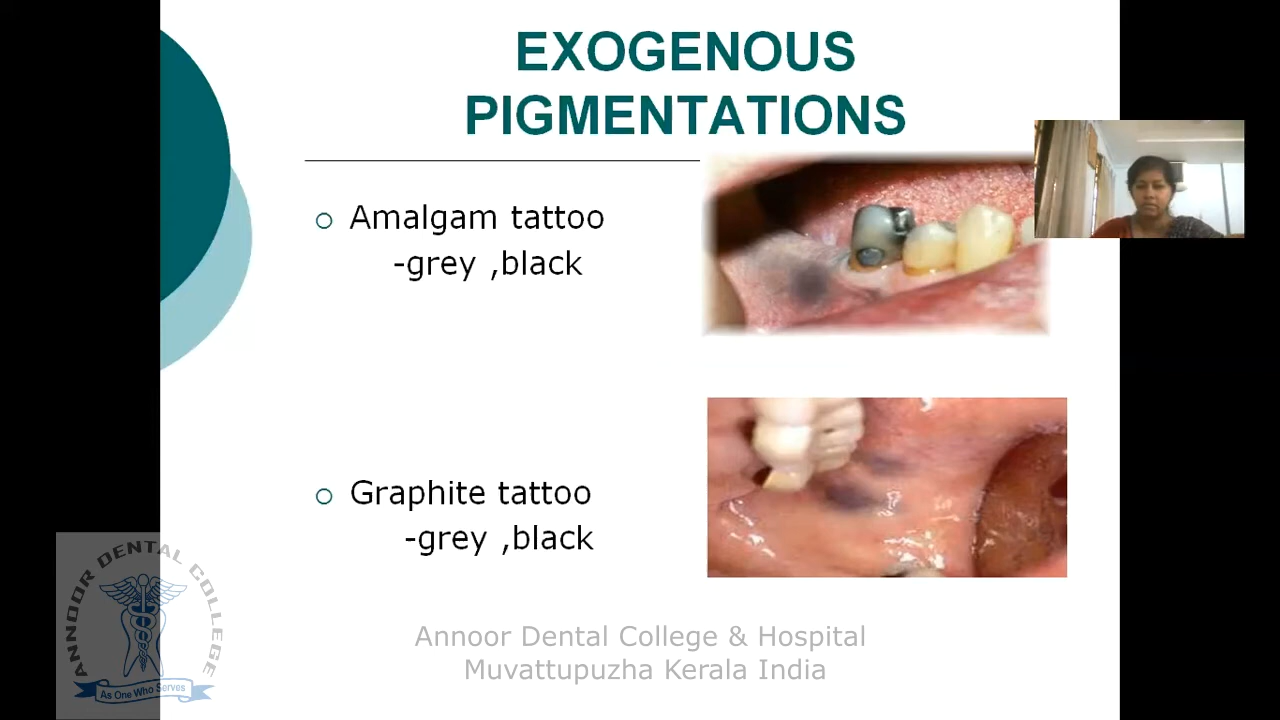 EXOGENOUS
PIGMENTATIONS
Amalgam tattoo
-grey ,black
Graphite tattoo
-grey ,black
ANNOOR DENTAL COLLEGE
As One Who Serves
Annoor Dental College & Hospital
Muvattupuzha Kerala India